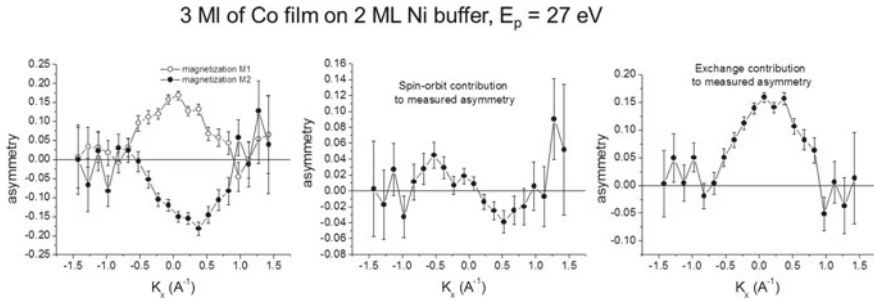 3 Ml of Co film on 2 ML Ni buffer, Eₚ = 27 eV
magnetization M1
magnetization M2
asymmetry
0.25
0.20
0.15
0.10
0.05
0.00
-0.05
-0.10
-0.15
-0.20
-0.25
-1.5 -1.0 -0.5 0.0 0.5 1.0 1.5
Kₓ (A⁻¹)
Spin-orbit contribution
to measured asymmetry
asymmetry
0.16
0.14
0.12
0.10
0.08
0.06
0.04
0.02
0.00
-0.02
-0.04
-0.06
-0.08
-1.5 -1.0 -0.5 0.0 0.5 1.0 1.5
Kₓ (A⁻¹)
Exchange contribution
to measured asymmetry
asymmetry
0.20
0.15
0.10
0.05
0.00
-0.05
-0.10
-1.5 -1.0 -0.5 0.0 0.5 1.0 1.5
Kₓ (A⁻¹)